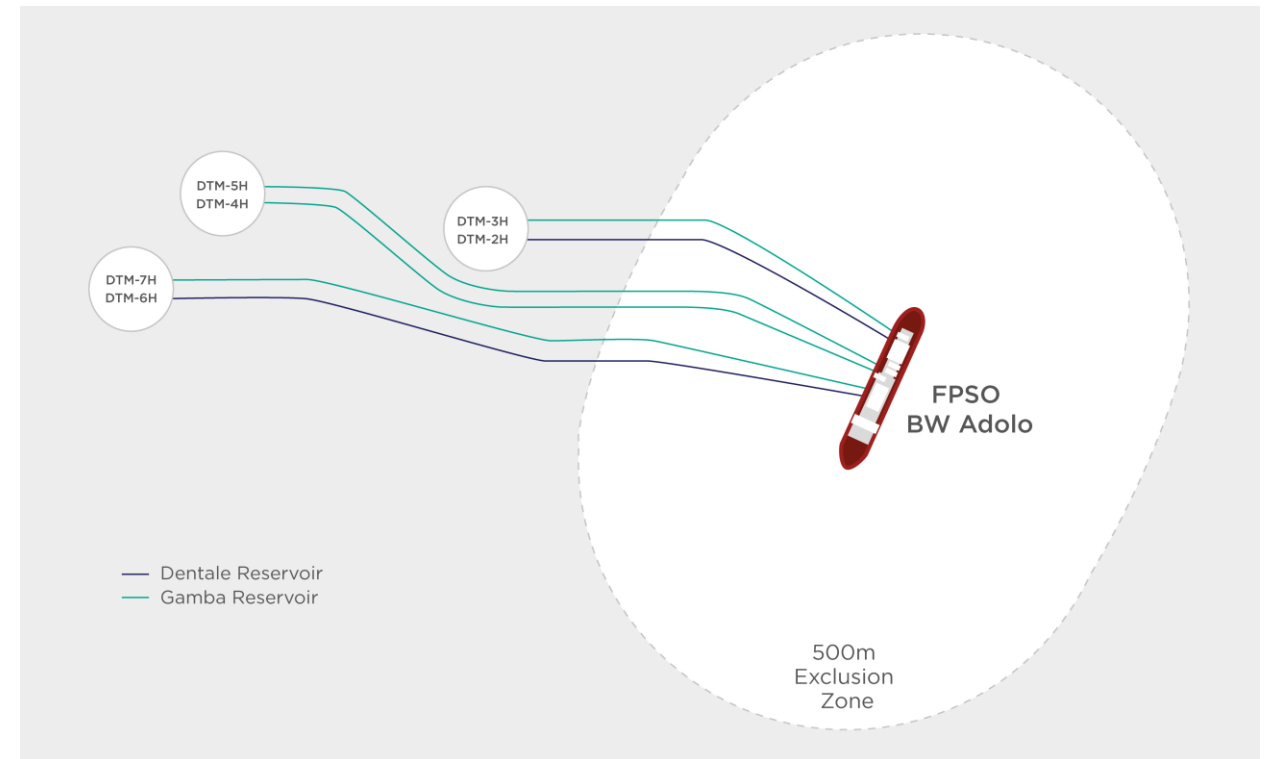 DTM-5H
DTM-4H
DTM-3H
DTM-2H
DTM-7H
DTM-6H
FPSO
BW Adolo
Dentale Reservoir
Gamba Reservoir
500m
Exclusion
Zone